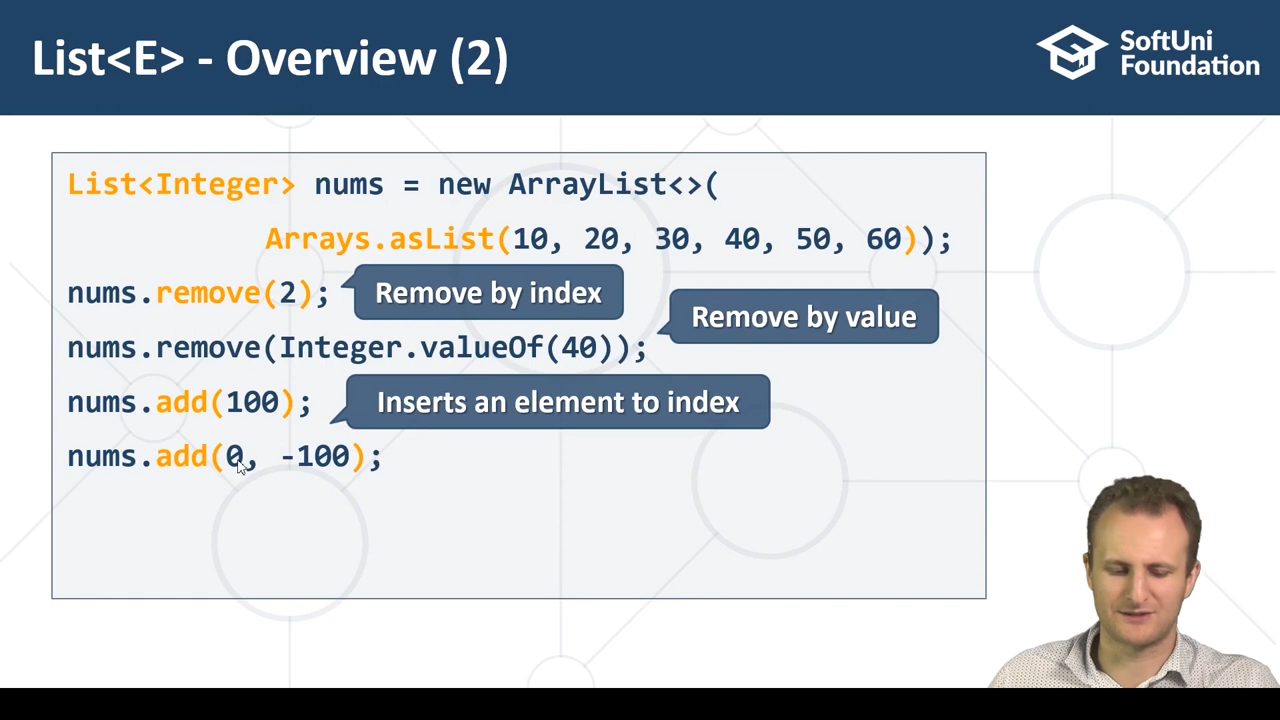 List<E> - Overview (2)
SoftUni
Foundation
List<Integer> nums = new ArrayList<>(
Arrays.asList(10, 20, 30, 40, 50, 60));
nums.remove(2);
Remove by index
Remove by value
nums.remove(Integer.valueOf(40));
nums.add(100);
Inserts an element to index
nums.add(0, -100);